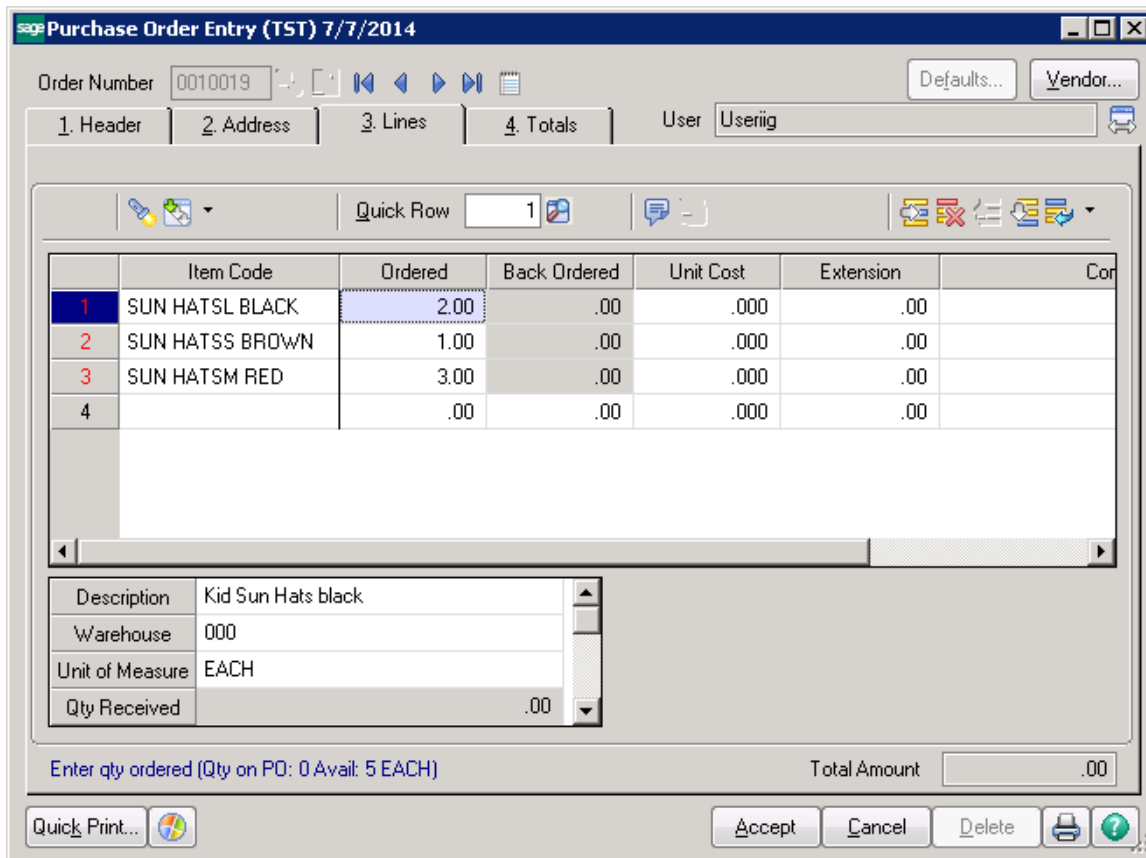 sage Purchase Order Entry (TST) 7/7/2014
Order Number 0010019 Defaults... Vendor...
1. Header 2. Address 3. Lines 4. Totals User Useriig
Quick Row 1
Item Code Ordered Back Ordered Unit Cost Extension Cor
1 SUN HATSL BLACK 2.00 .00 .000 .00
2 SUN HATSS BROWN 1.00 .00 .000 .00
3 SUN HATSM RED 3.00 .00 .000 .00
4 .00 .00 .000 .00
Description Kid Sun Hats black
Warehouse 000
Unit of Measure EACH
Qty Received .00
Enter qty ordered (Qty on PO: 0 Avail: 5 EACH) Total Amount .00
Quick Print... Accept Cancel Delete